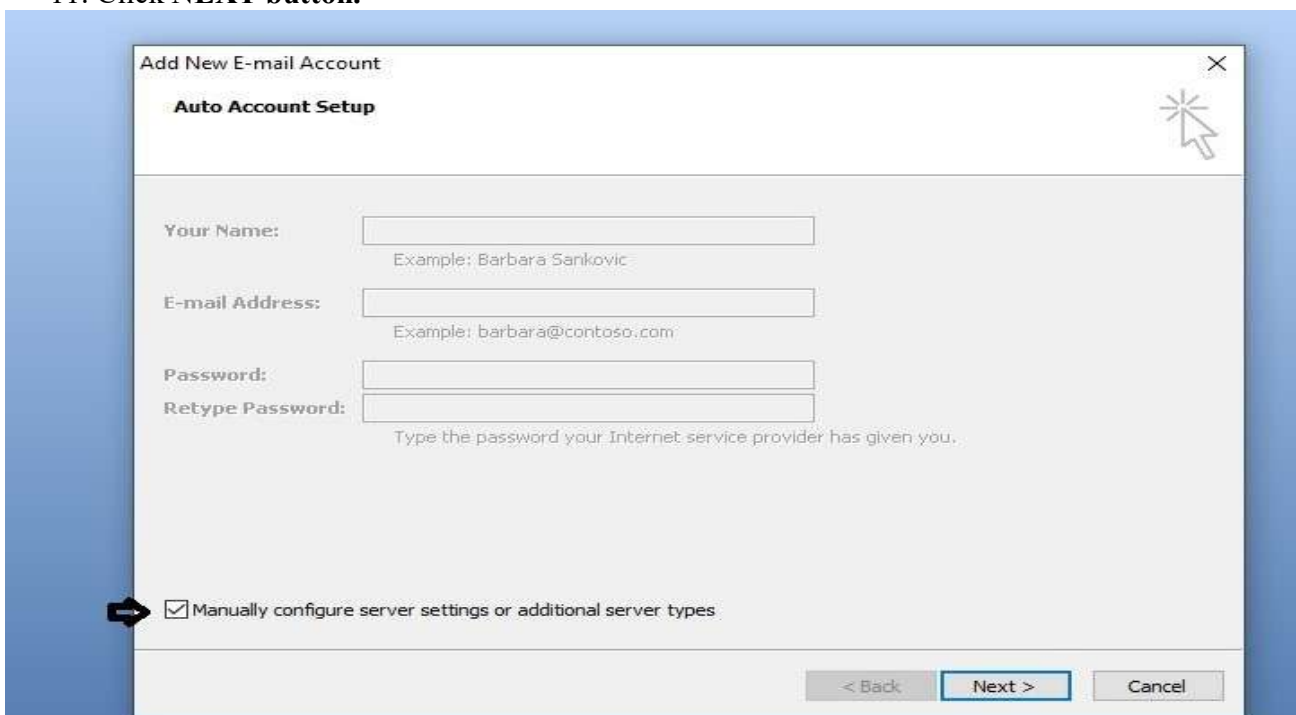 11. Click NEXT button.
Add New E-mail Account
Auto Account Setup
Your Name:
Example: Barbara Sankovic
E-mail Address:
Example: barbara@contoso.com
Password:
Retype Password:
Type the password your Internet service provider has given you.
Manually configure server settings or additional server types
< Back Next > Cancel